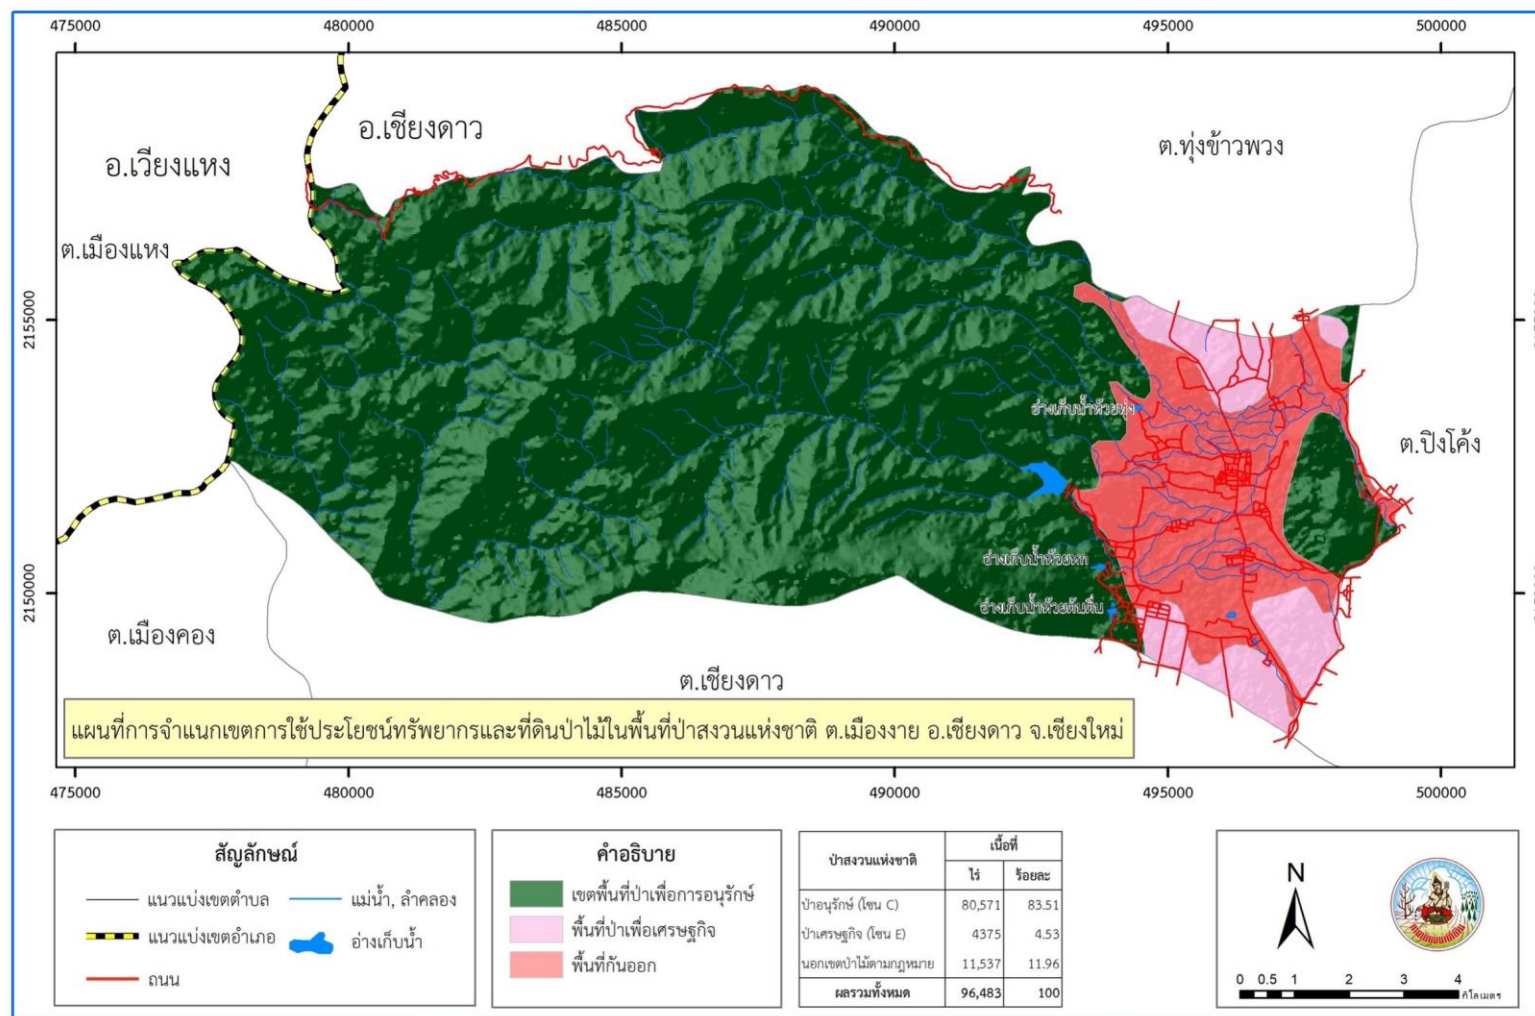 475000 480000 485000 490000 495000 500000
อ.เชียงดาว
ต.ทุ่งข้าวพวง
อ.เวียงแหง
ต.เมืองแหง
2155000
อ่างเก็บน้ำห้วยทุ่ง
ต.ปิงโค้ง
อ่างเก็บน้ำห้วยหก
2150000
อ่างเก็บน้ำห้วยตันตื่น
ต.เมืองคอง
ต.เชียงดาว
แผนที่การจำแนกเขตการใช้ประโยชน์ทรัพยากรและที่ดินป่าไม้ในพื้นที่ป่าสงวนแห่งชาติ ต.เมืองงาย อ.เชียงดาว จ.เชียงใหม่
475000 480000 485000 490000 495000 500000
สัญลักษณ์
แนวแบ่งเขตตำบล แม่น้ำ, ลำคลอง
แนวแบ่งเขตอำเภอ อ่างเก็บน้ำ
ถนน
คำอธิบาย
เขตพื้นที่ป่าเพื่อการอนุรักษ์
พื้นที่ป่าเพื่อเศรษฐกิจ
พื้นที่กันออก
ป่าสงวนแห่งชาติ เนื้อที่
ไร่ ร้อยละ
ป่าอนุรักษ์ (โซน C) 80,571 83.51
ป่าเศรษฐกิจ (โซน E) 4375 4.53
นอกเขตป่าไม้ตามกฎหมาย 11,537 11.96
ผลรวมทั้งหมด 96,483 100
N
0 0.5 1 2 3 4
กิโลเมตร